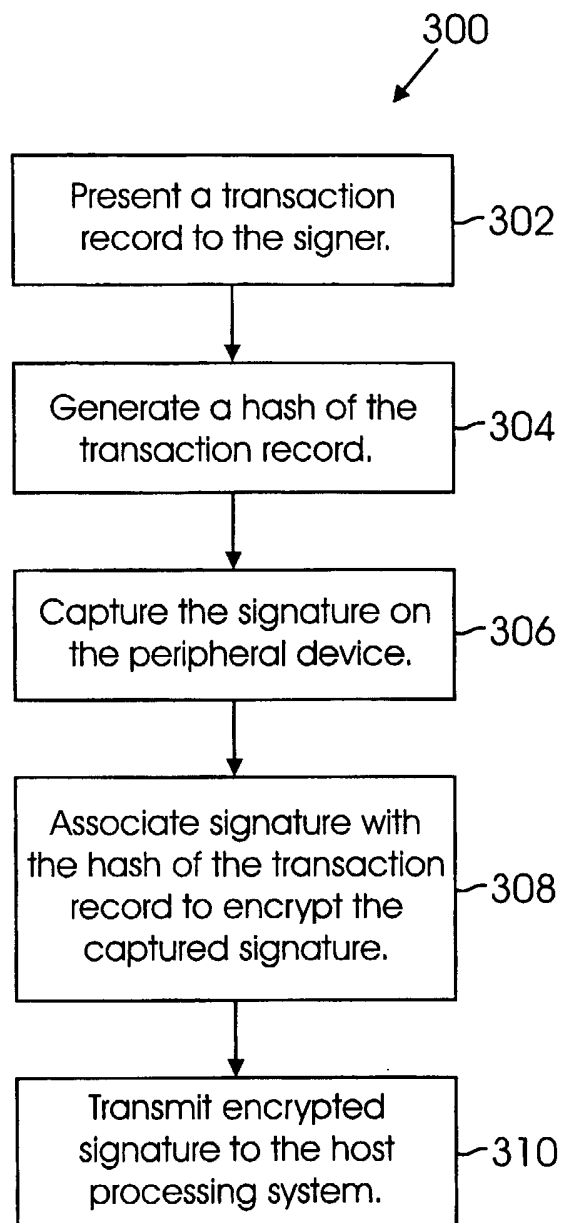 300
Present a transaction
record to the signer.
302
Generate a hash of the
transaction record.
304
Capture the signature on
the peripheral device.
306
Associate signature with
the hash of the transaction
record to encrypt the
captured signature.
308
Transmit encrypted
signature to the host
processing system.
310